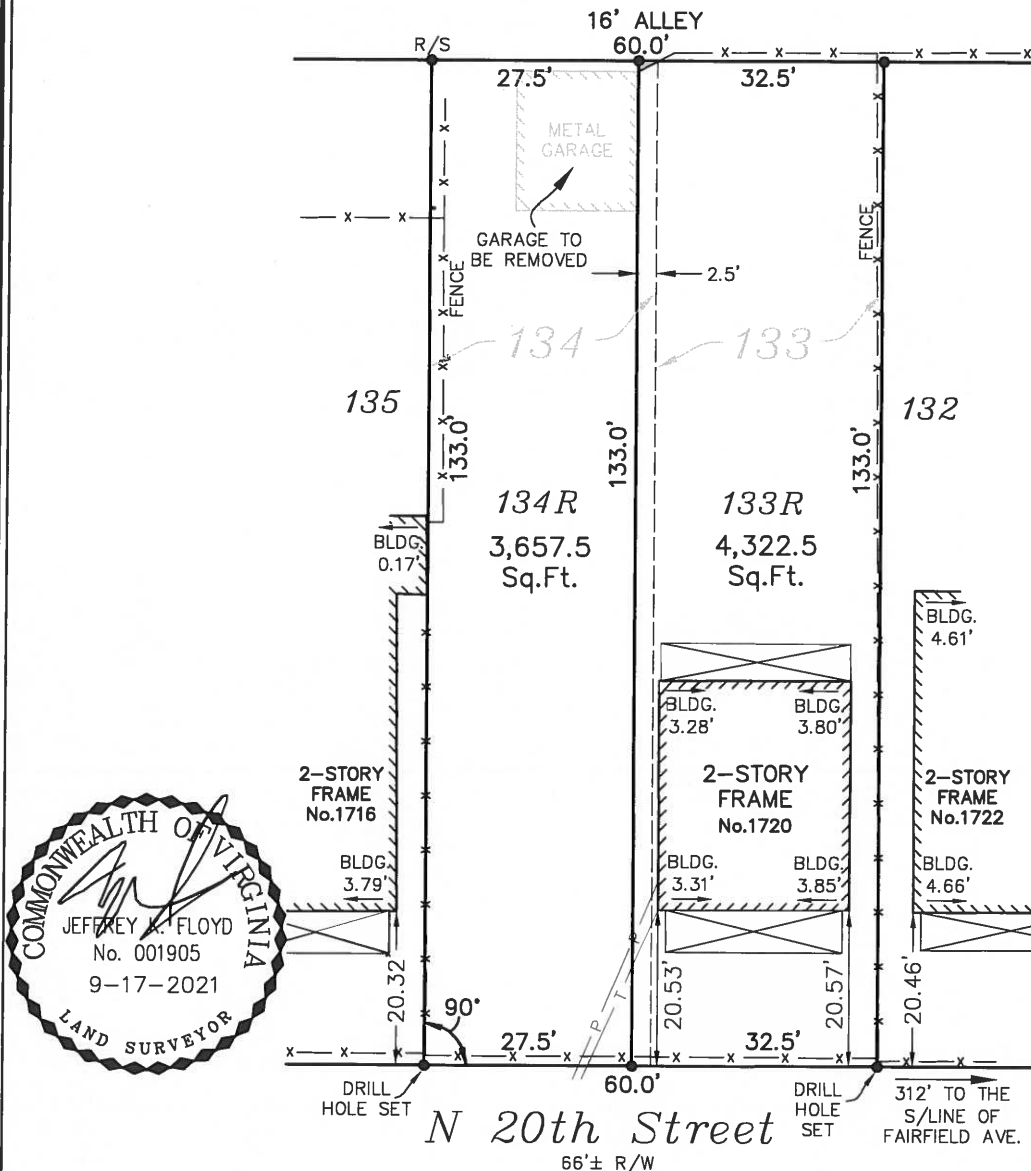 16' ALLEY
60.0'
R/S
x x x x
27.5'
32.5'
METAL
GARAGE
GARAGE TO
BE REMOVED
x x
FENCE
FENCE
2.5'
134
133
135
132
133.0'
133.0'
133.0'
134R
3,657.5
Sq.Ft.
133R
4,322.5
Sq.Ft.
BLDG.
0.17'
BLDG.
4.61'
BLDG.
3.28'
BLDG.
3.80'
2-STORY
FRAME
No.1716
2-STORY
FRAME
No.1720
2-STORY
FRAME
No.1722
BLDG.
3.79'
BLDG.
3.31'
BLDG.
3.85'
BLDG.
4.66'
COMMONWEALTH OF VIRGINIA
JEFFREY K. FLOYD
No. 001905
9-17-2021
LAND SURVEYOR
20.32
P - T - P
20.53'
20.57'
20.46'
90°
27.5'
32.5'
60.0'
DRILL
HOLE SET
DRILL
HOLE
SET
312' TO THE
S/LINE OF
FAIRFIELD AVE.
N 20th Street
66'± R/W